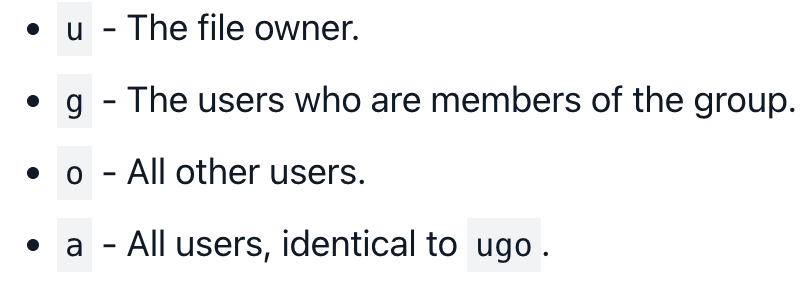 • u - The file owner.
• g - The users who are members of the group.
• o - All other users.
• a - All users, identical to ugo.